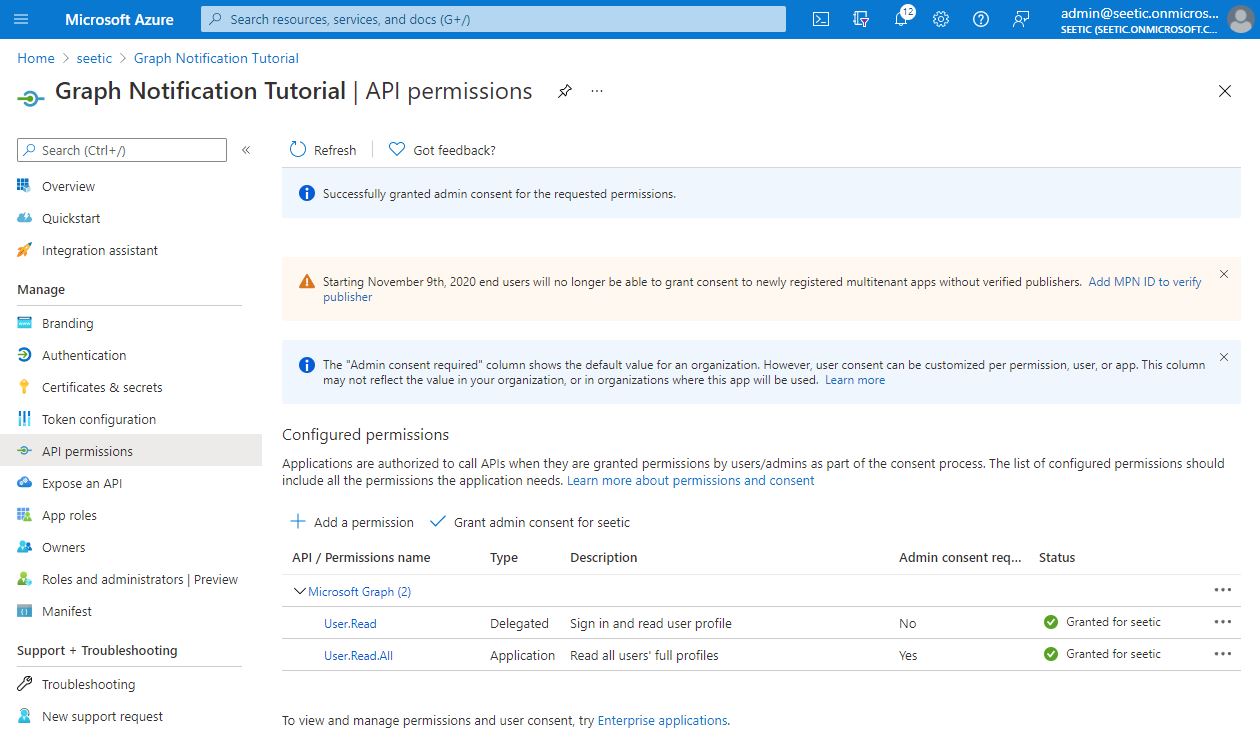 Microsoft Azure
Search resources, services, and docs (G+/)
12
admin@seetic.onmicros...
SEETIC (SEETIC.ONMICROSOFT.C...
Home > seetic > Graph Notification Tutorial
Graph Notification Tutorial | API permissions
Search (Ctrl+/)
Overview
Quickstart
Integration assistant
Manage
Branding
Authentication
Certificates & secrets
Token configuration
API permissions
Expose an API
App roles
Owners
Roles and administrators | Preview
Manifest
Support + Troubleshooting
Troubleshooting
New support request
Refresh
Got feedback?
Successfully granted admin consent for the requested permissions.
Starting November 9th, 2020 end users will no longer be able to grant consent to newly registered multitenant apps without verified publishers. Add MPN ID to verify
publisher
The "Admin consent required" column shows the default value for an organization. However, user consent can be customized per permission, user, or app. This column
may not reflect the value in your organization, or in organizations where this app will be used. Learn more
Configured permissions
Applications are authorized to call APIs when they are granted permissions by users/admins as part of the consent process. The list of configured permissions should
include all the permissions the application needs. Learn more about permissions and consent
Add a permission
Grant admin consent for seetic
API / Permissions name Type Description Admin consent req... Status
Microsoft Graph (2)
User.Read Delegated Sign in and read user profile No Granted for seetic
User.Read.All Application Read all users' full profiles Yes Granted for seetic
To view and manage permissions and user consent, try Enterprise applications.